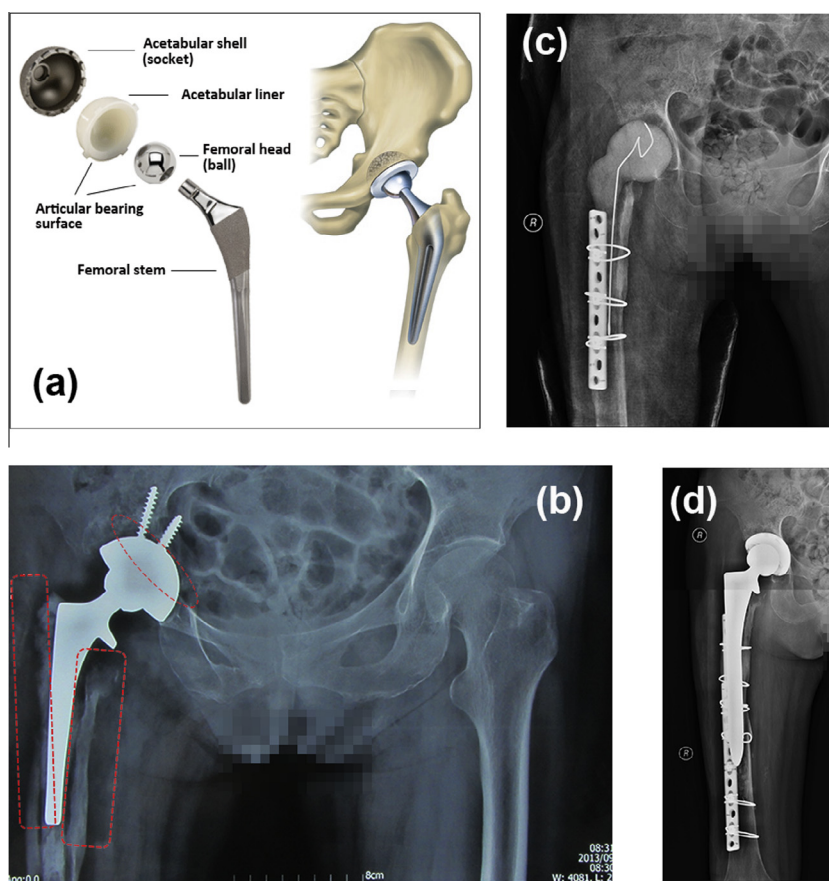 Acetabular shell
(socket)
Acetabular liner
Femoral head
(ball)
Articular bearing
surface
Femoral stem
(a)
(c)
R
(b)
08:31
2013/09
08:30
8cm
W: 4081, L: 2
(d)
R
R